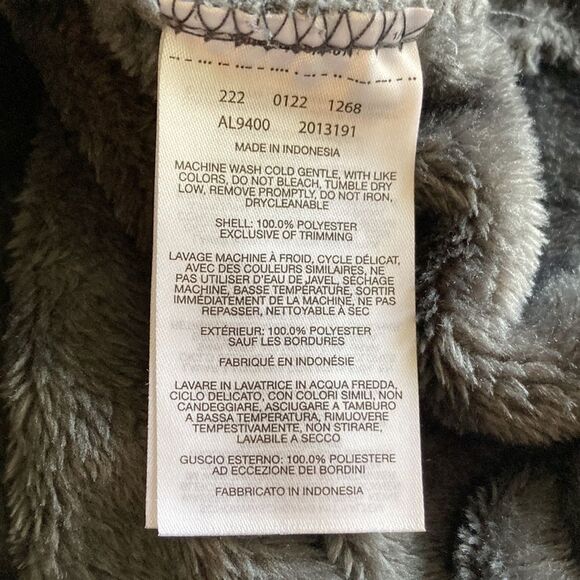 222 0122 1268
AL9400 2013191
MADE IN INDONESIA
MACHINE WASH COLD GENTLE, WITH LIKE
COLORS, DO NOT BLEACH, TUMBLE DRY
LOW, REMOVE PROMPTLY, DO NOT IRON,
DRYCLEANABLE
SHELL: 100.0% POLYESTER
EXCLUSIVE OF TRIMMING
LAVAGE MACHINE À FROID, CYCLE DÉLICAT,
AVEC DES COULEURS SIMILAIRES, NE
PAS UTILISER D'EAU DE JAVEL, SÉCHAGE
MACHINE, BASSE TEMPÉRATURE, SORTIR
IMMÉDIATEMENT DE LA MACHINE, NE PAS
REPASSER, NETTOYABLE À SEC
EXTÉRIEUR: 100.0% POLYESTER
SAUF LES BORDURES
FABRIQUÉ EN INDONÉSIE
LAVARE IN LAVATRICE IN ACQUA FREDDA,
CICLO DELICATO, CON COLORI SIMILI, NON
CANDEGGIARE, ASCIUGARE A TAMBURO
A BASSA TEMPERATURA, RIMUOVERE
TEMPESTIVAMENTE, NON STIRARE,
LAVABILE A SECCO
GUSCIO ESTERNO: 100.0% POLIESTERE
AD ECCEZIONE DEI BORDINI
FABBRICATO IN INDONESIA